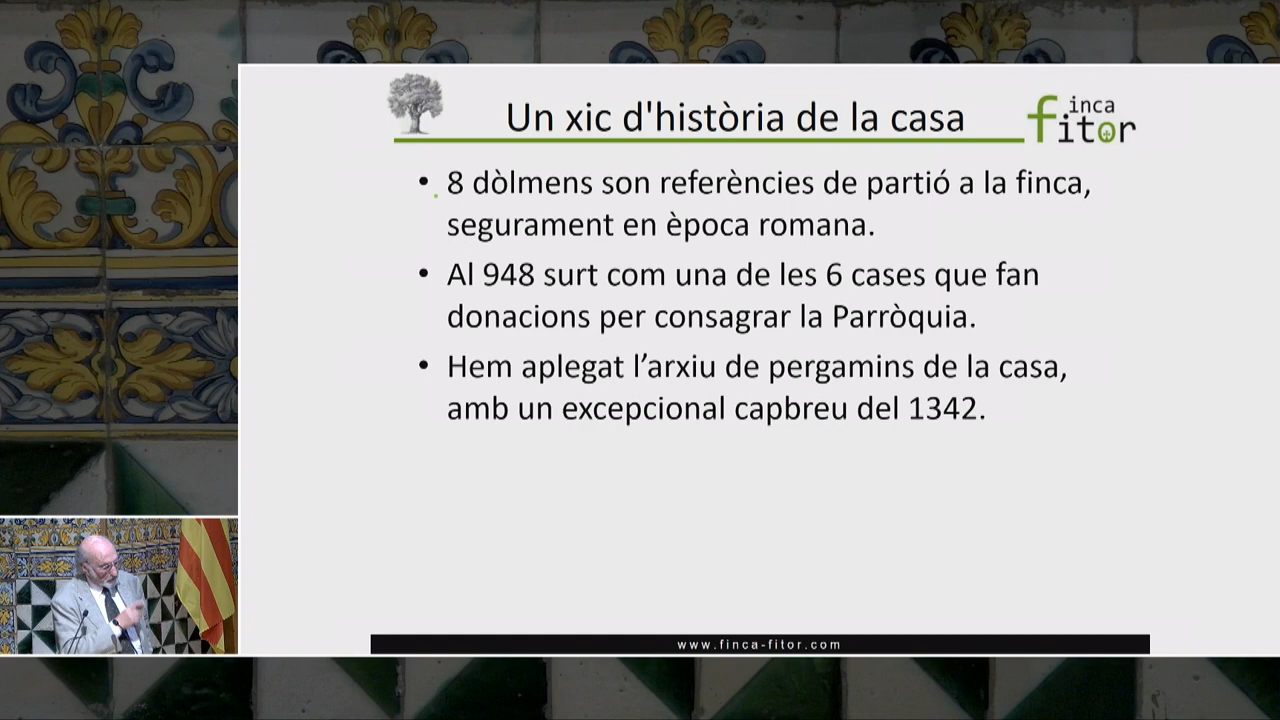 Un xic d'història de la casa
finca
fitor
• 8 dòlmens son referències de partió a la finca,
segurament en època romana.
• Al 948 surt com una de les 6 cases que fan
donacions per consagrar la Parròquia.
• Hem aplegat l’arxiu de pergamins de la casa,
amb un excepcional capbreu del 1342.
www.finca-fitor.com